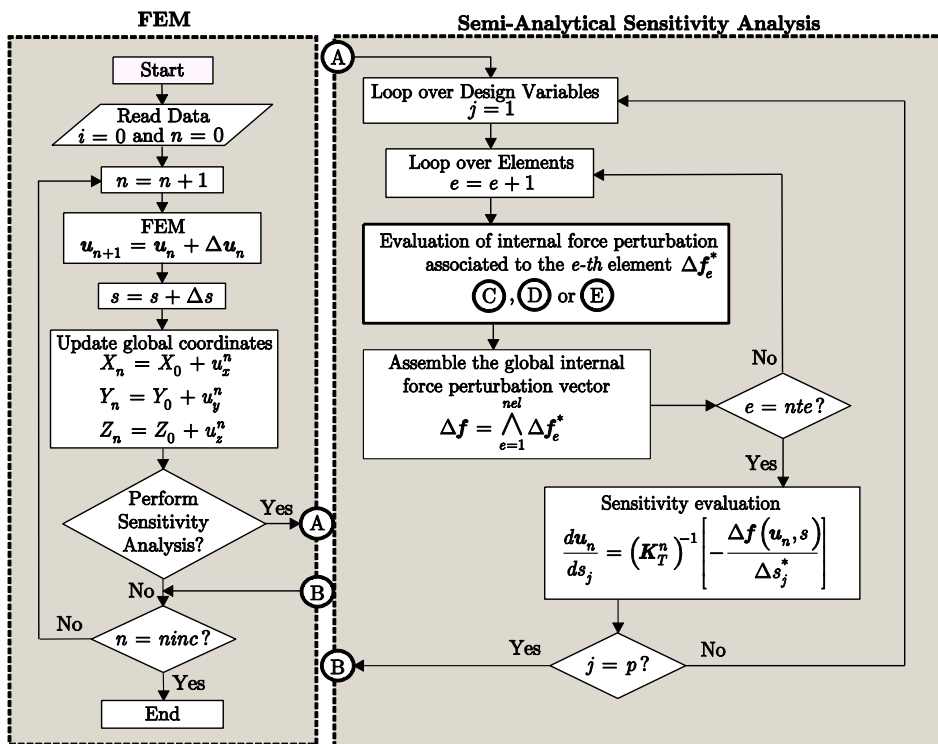 FEM
Start
Read Data
i = 0 and n = 0
n = n + 1
FEM
u_{n+1} = u_n + Δu_n
s = s + Δs
Update global coordinates
X_n = X_0 + u_x^n
Y_n = Y_0 + u_y^n
Z_n = Z_0 + u_z^n
Perform
Sensitivity
Analysis?
Yes
A
No
B
n = ninc?
No
Yes
End
Semi-Analytical Sensitivity Analysis
A
Loop over Design Variables
j = 1
Loop over Elements
e = e + 1
Evaluation of internal force perturbation
associated to the e-th element Δf_e^*
C , D or E
Assemble the global internal
force perturbation vector
Δf = ⋀_{e=1}^{nel} Δf_e^*
No
e = nte?
Yes
Sensitivity evaluation
du_n/ds_j = (K_T^n)^{-1} [-Δf(u_n, s)/Δs_j^*]
Yes
j = p?
No
B